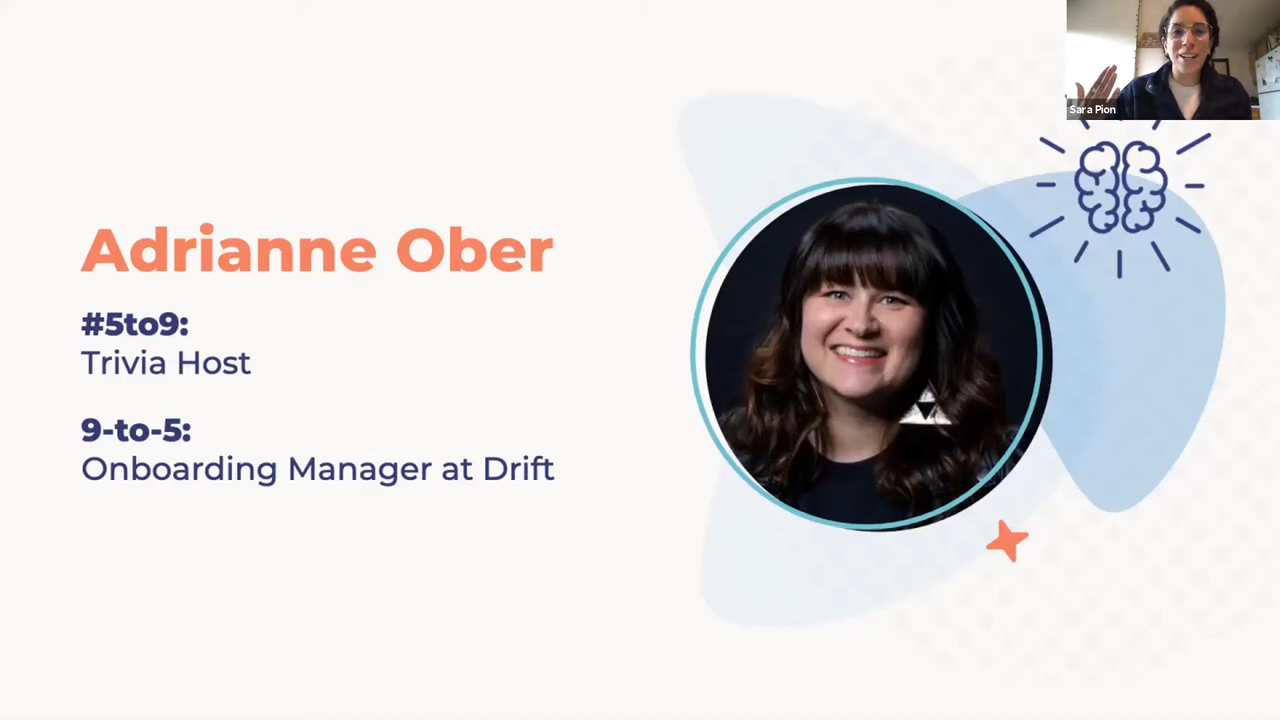 Sara Pion
Adrianne Ober
#5to9:
Trivia Host
9-to-5:
Onboarding Manager at Drift